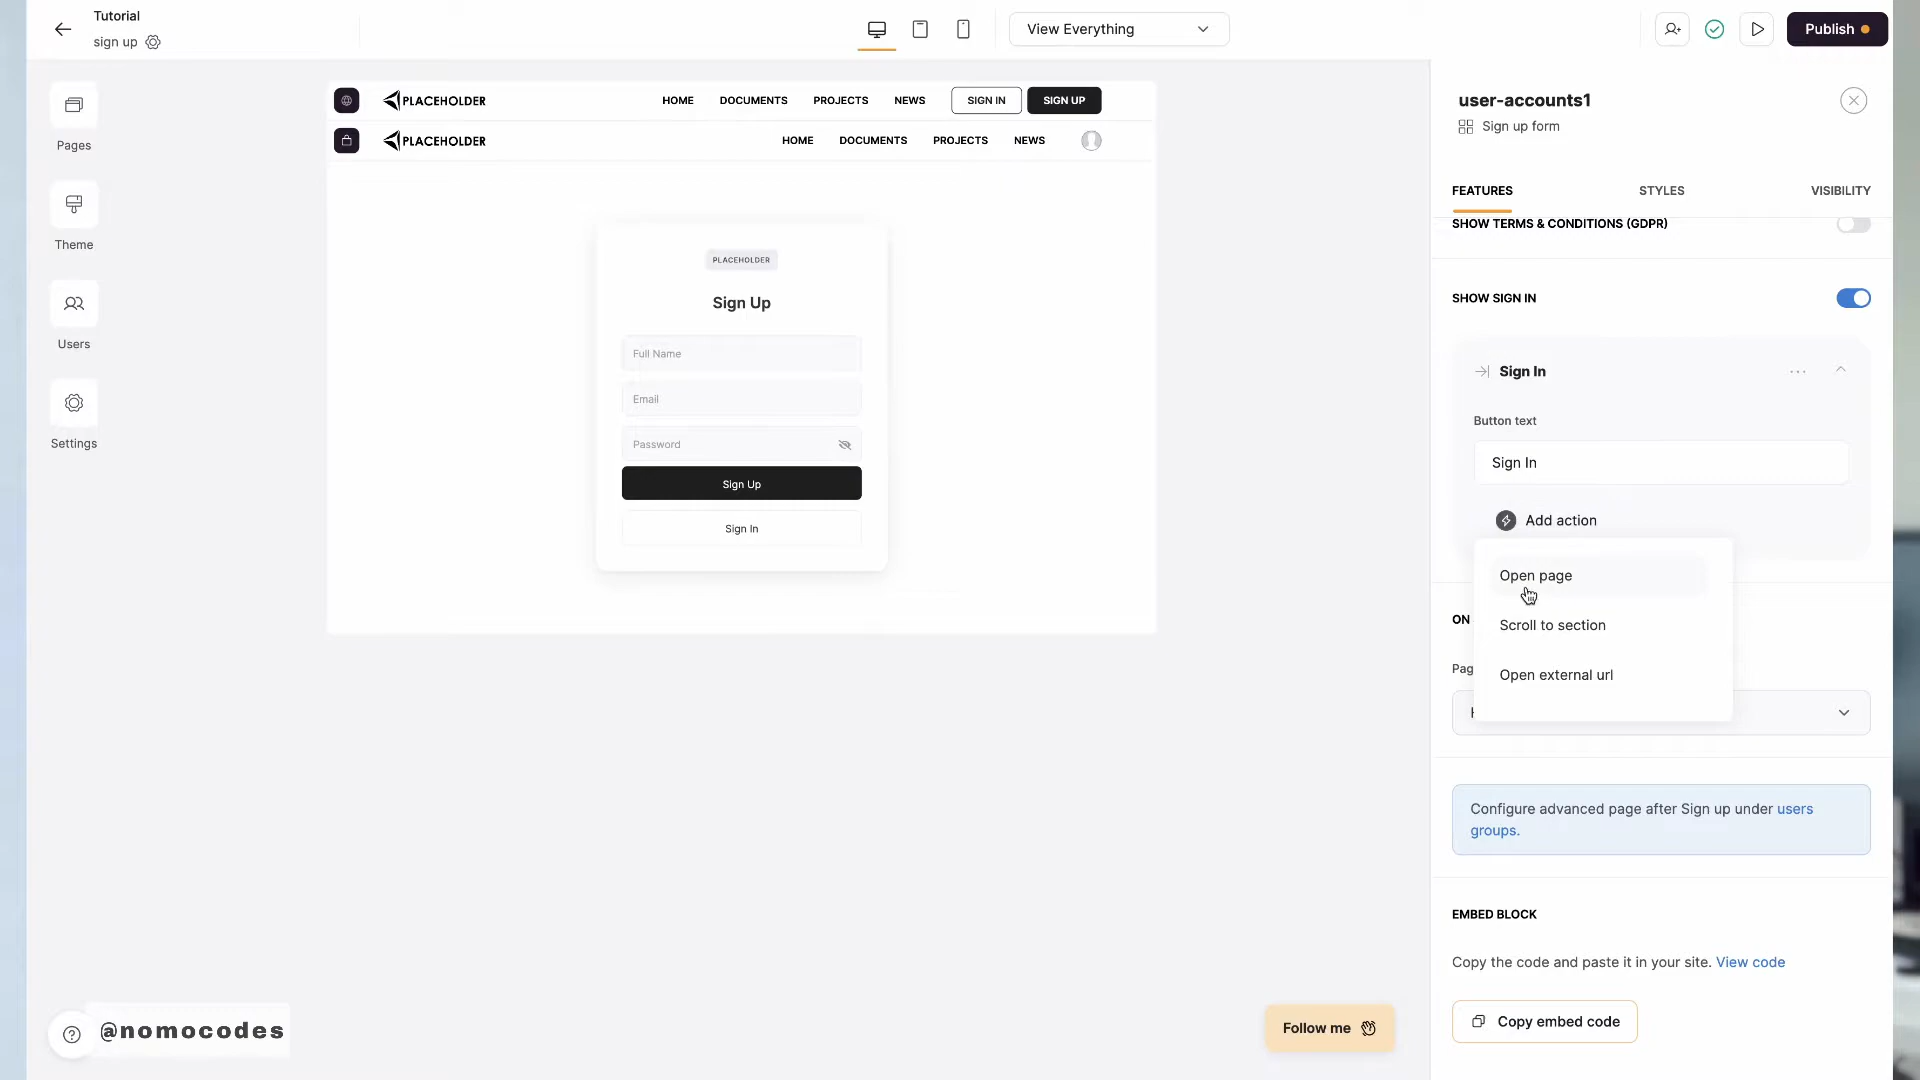 Tutorial
sign up
View Everything
Publish
Pages
Theme
Users
Settings
PLACEHOLDER
HOME
DOCUMENTS
PROJECTS
NEWS
SIGN IN
SIGN UP
PLACEHOLDER
HOME
DOCUMENTS
PROJECTS
NEWS
PLACEHOLDER
Sign Up
Full Name
Email
Password
Sign Up
Sign In
user-accounts1
Sign up form
FEATURES
STYLES
VISIBILITY
SHOW TERMS & CONDITIONS (GDPR)
SHOW SIGN IN
Sign In
Button text
Sign In
Add action
Open page
Scroll to section
Open external url
ON
Configure advanced page after Sign up under users
groups.
EMBED BLOCK
Copy the code and paste it in your site. View code
Copy embed code
@nomocodes
Follow me